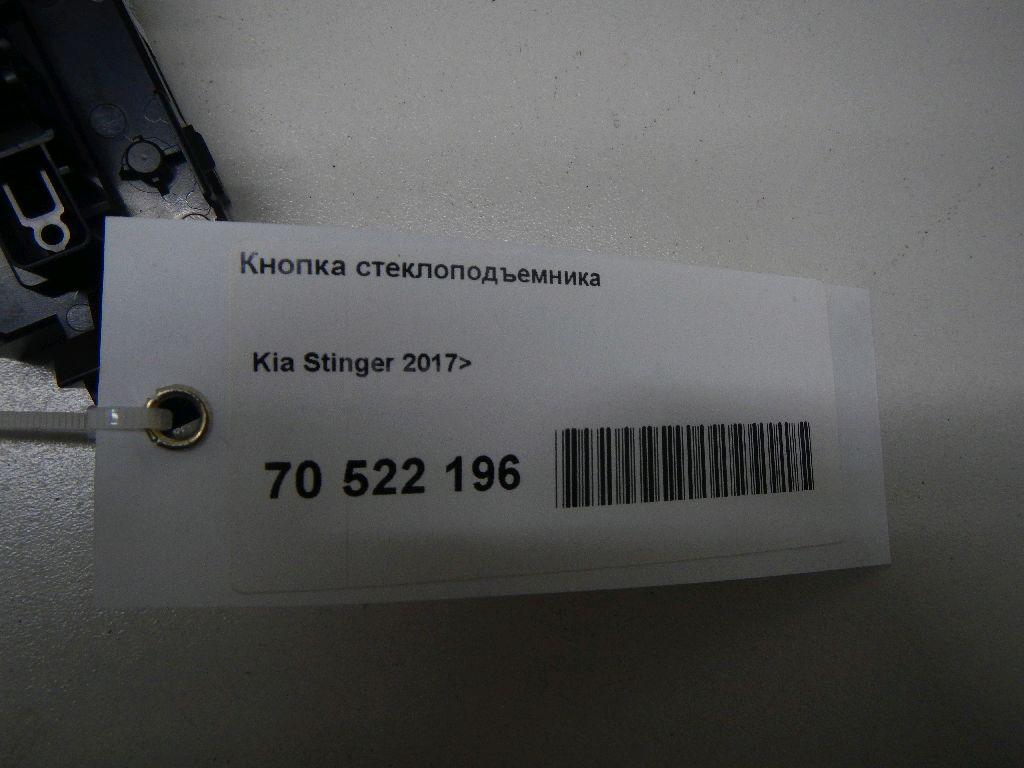 Кнопка стеклоподъемника
Kia Stinger 2017>
70 522 196